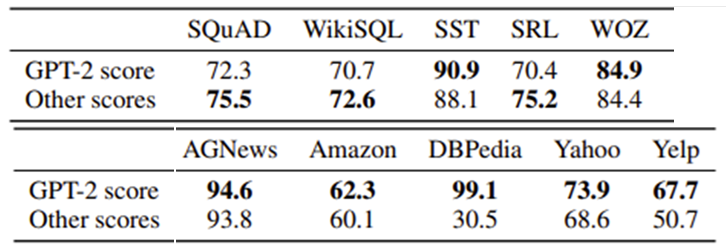 SQuAD WikiSQL SST SRL WOZ
GPT-2 score 72.3 70.7 90.9 70.4 84.9
Other scores 75.5 72.6 88.1 75.2 84.4
AGNews Amazon DBPedia Yahoo Yelp
GPT-2 score 94.6 62.3 99.1 73.9 67.7
Other scores 93.8 60.1 30.5 68.6 50.7